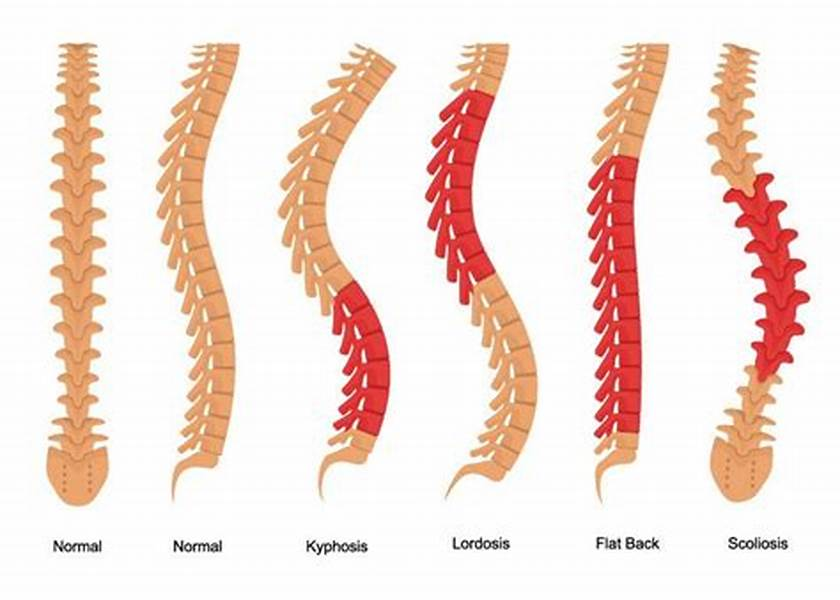 Normal
Normal
Kyphosis
Lordosis
Flat Back
Scoliosis